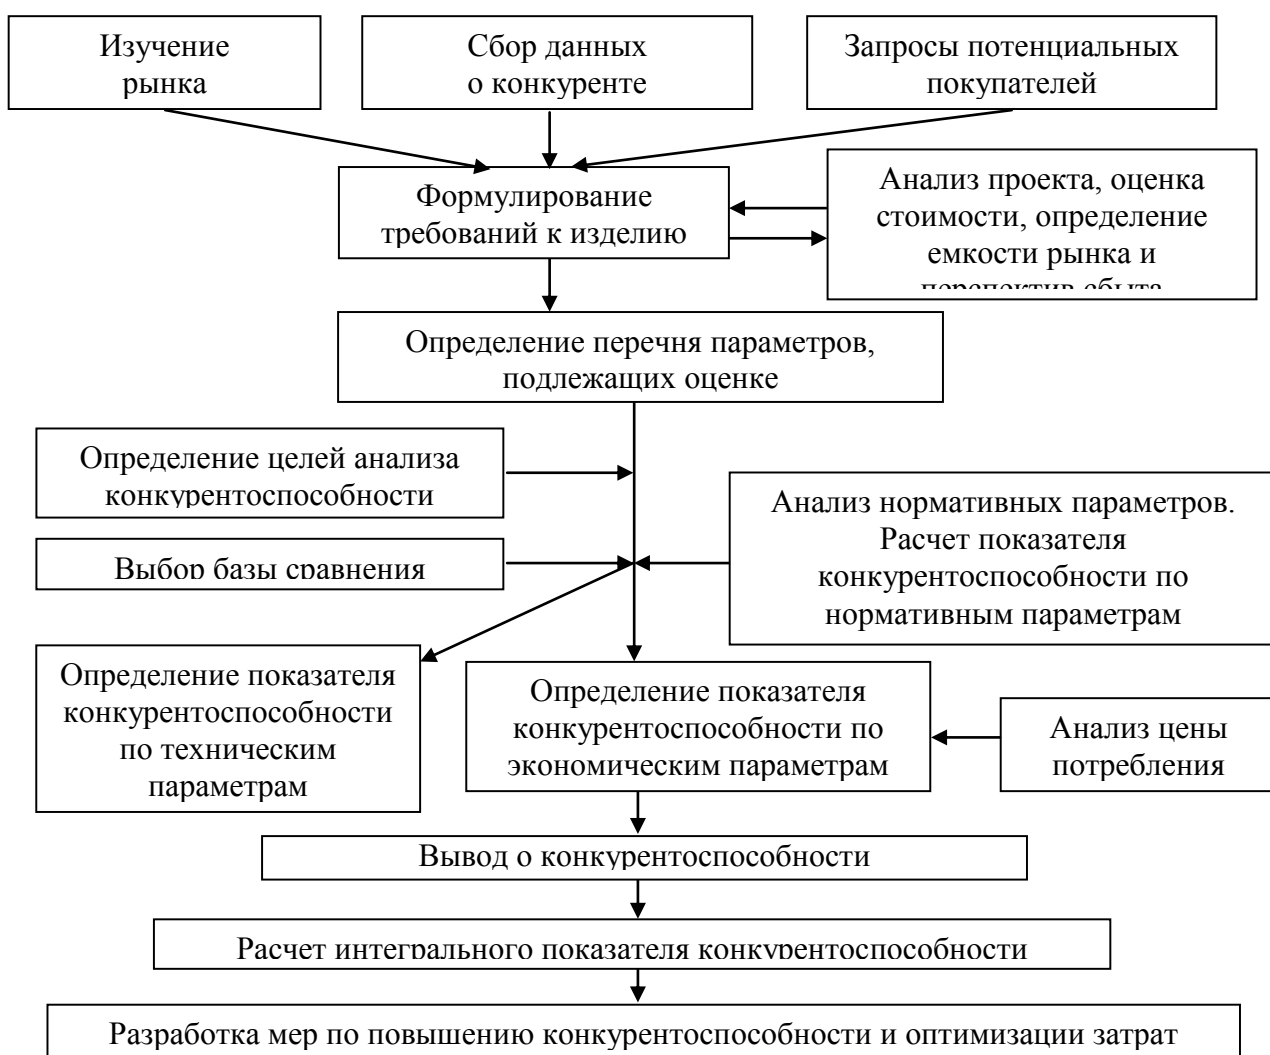 Изучение
рынка
Сбор данных
о конкуренте
Запросы потенциальных
покупателей
Формулирование
требований к изделию
Анализ проекта, оценка
стоимости, определение
емкости рынка и
перспектив сбыта
Определение перечня параметров,
подлежащих оценке
Определение целей анализа
конкурентоспособности
Выбор базы сравнения
Анализ нормативных параметров.
Расчет показателя
конкурентоспособности по
нормативным параметрам
Определение показателя
конкурентоспособности
по техническим
параметрам
Определение показателя
конкурентоспособности по
экономическим параметрам
Анализ цены
потребления
Вывод о конкурентоспособности
Расчет интегрального показателя конкурентоспособности
Разработка мер по повышению конкурентоспособности и оптимизации затрат